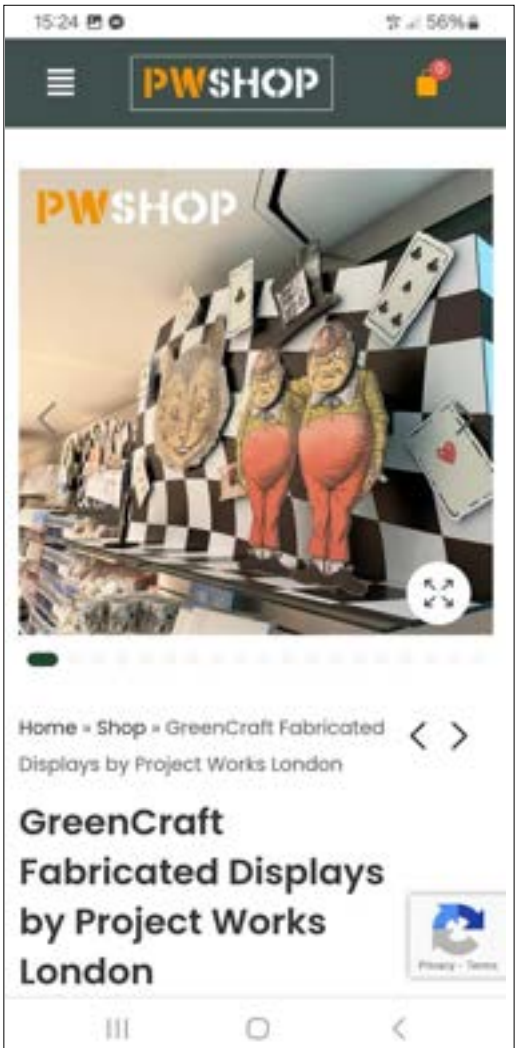 15:24
56%
PWSHOP
0
PWSHOP
Home » Shop » GreenCraft Fabricated
Displays by Project Works London
GreenCraft
Fabricated Displays
by Project Works
London
Privacy - Terms